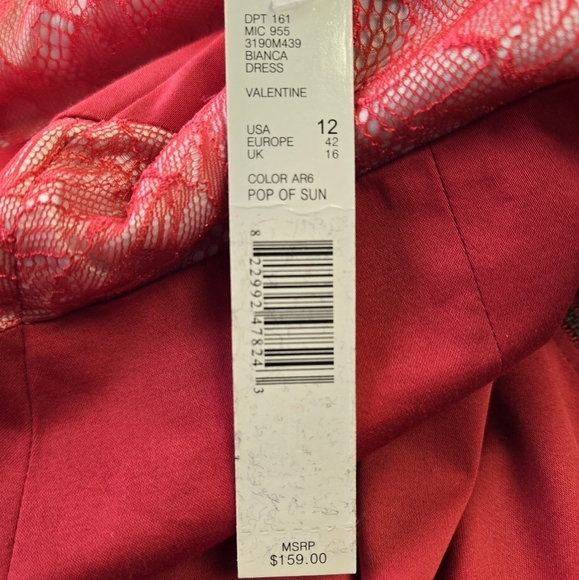 DPT 161
MIC 955
3190M439
BIANCA
DRESS
VALENTINE
USA 12
EUROPE 42
UK 16
COLOR AR6
POP OF SUN
8 22992 47824 3
MSRP
$159.00